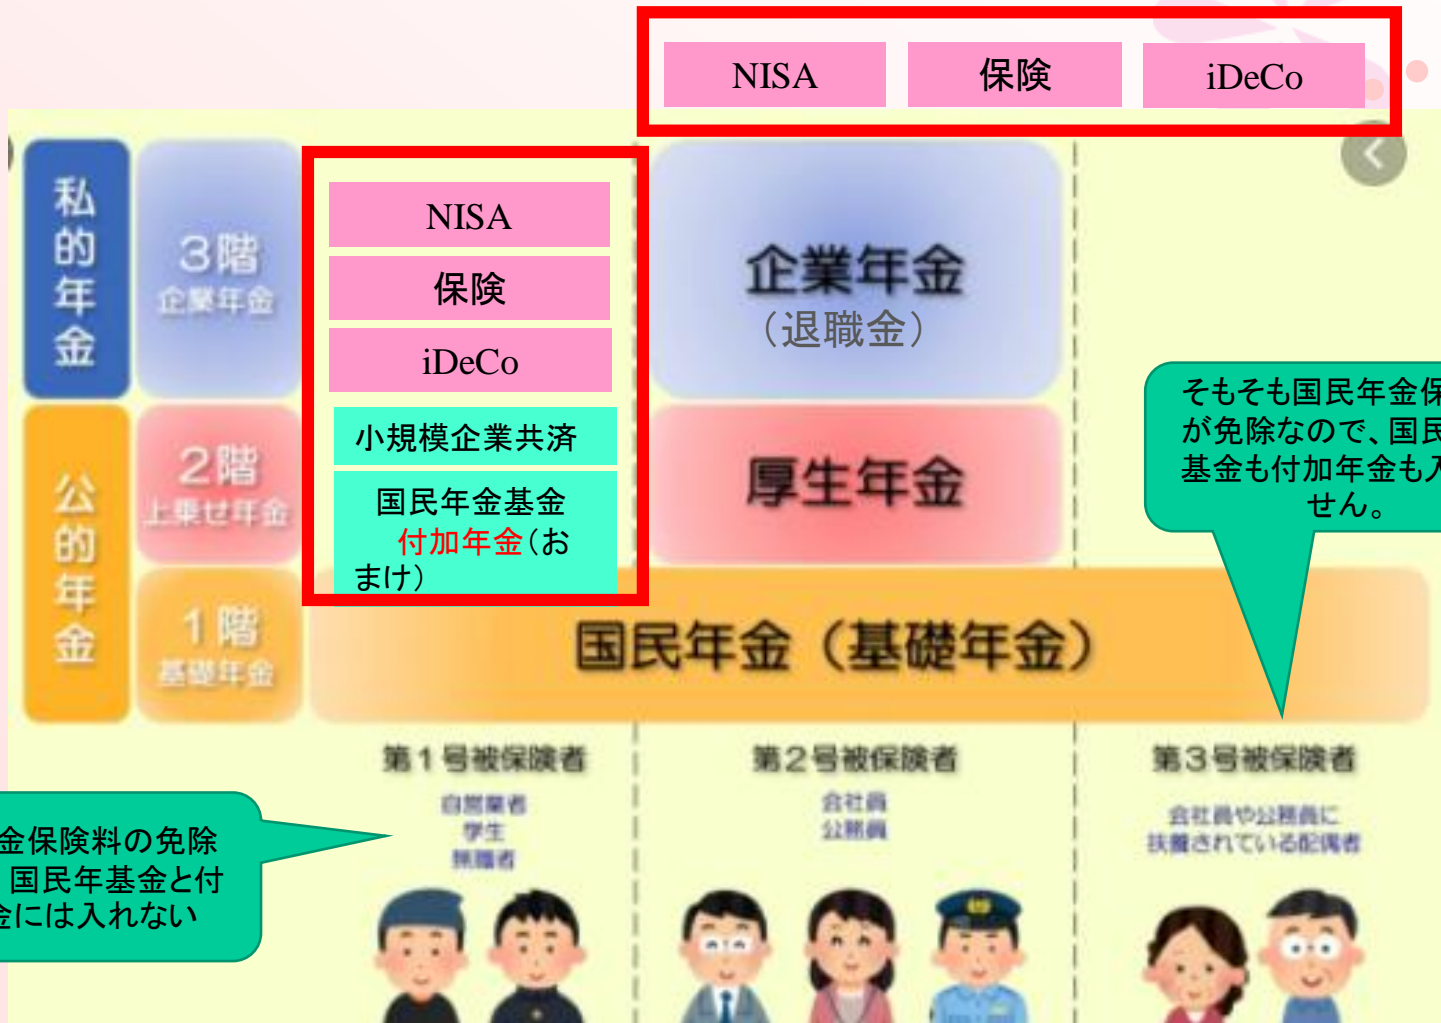 NISA
保険
iDeCo
私的年金
3階
企業年金
NISA
保険
iDeCo
企業年金
（退職金）
公的年金
2階
上乗せ年金
小規模企業共済
国民年金基金
付加年金（お
まけ）
厚生年金
そもそも国民年金保
が免除なので、国民
基金も付加年金も入
せん。
1階
基礎年金
国民年金（基礎年金）
第1号被保険者
自営業者
学生
無職者
第2号被保険者
会社員
公務員
第3号被保険者
会社員や公務員に
扶養されている配偶者
金保険料の免除
国民年基金と付
金には入れない